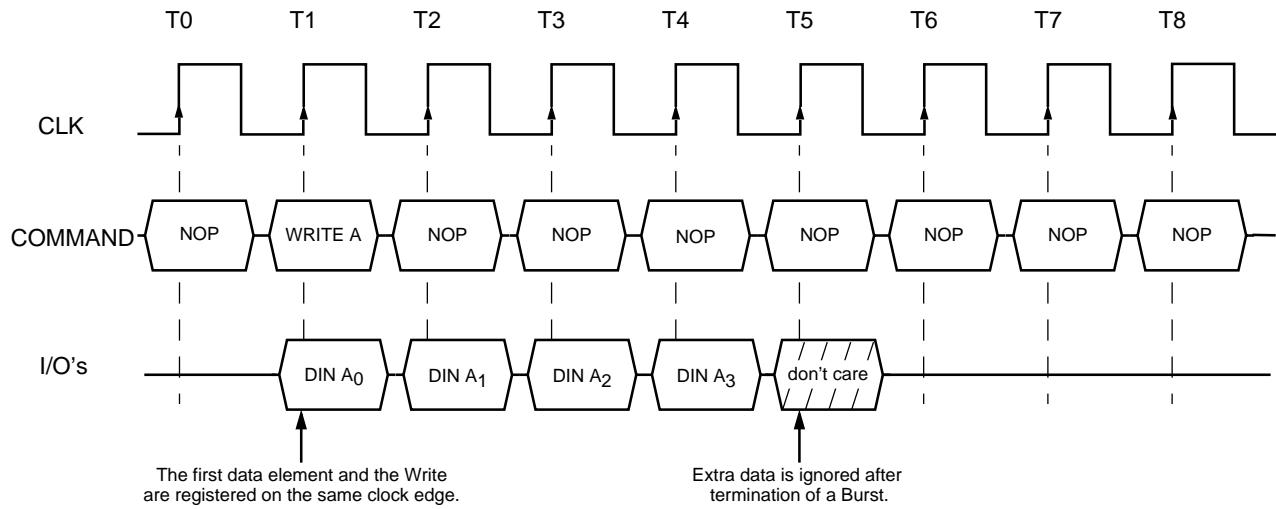 T0 T1 T2 T3 T4 T5 T6 T7 T8
CLK
COMMAND NOP WRITE A NOP NOP NOP NOP NOP NOP NOP
I/O's DIN A0 DIN A1 DIN A2 DIN A3 don't care
The first data element and the Write
are registered on the same clock edge.
Extra data is ignored after
termination of a Burst.